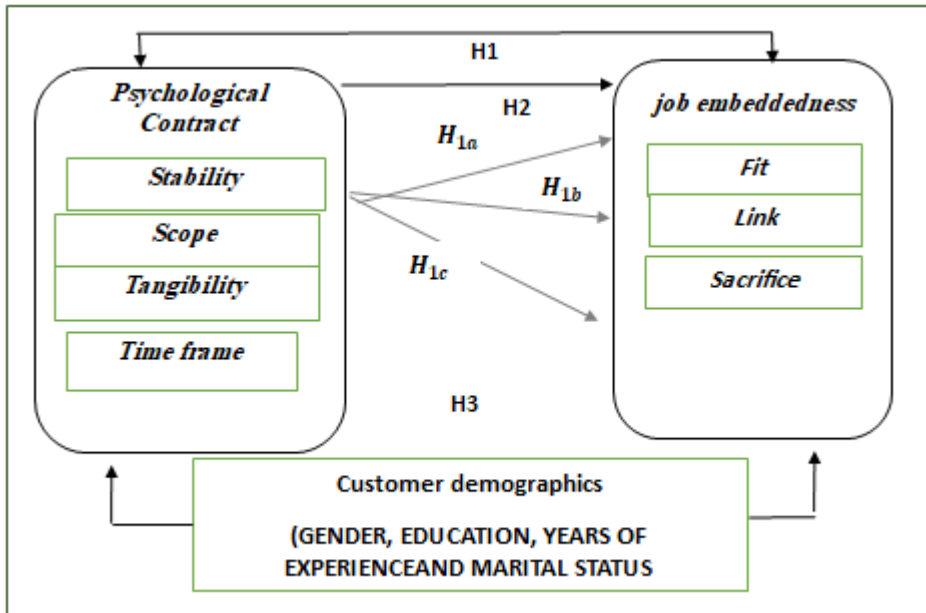 H1
Psychological
Contract
job embeddedness
H2
H1a
Stability
Fit
H1b
Scope
Link
H1c
Tangibility
Sacrifice
Time frame
H3
Customer demographics
(GENDER, EDUCATION, YEARS OF
EXPERIENCEAND MARITAL STATUS